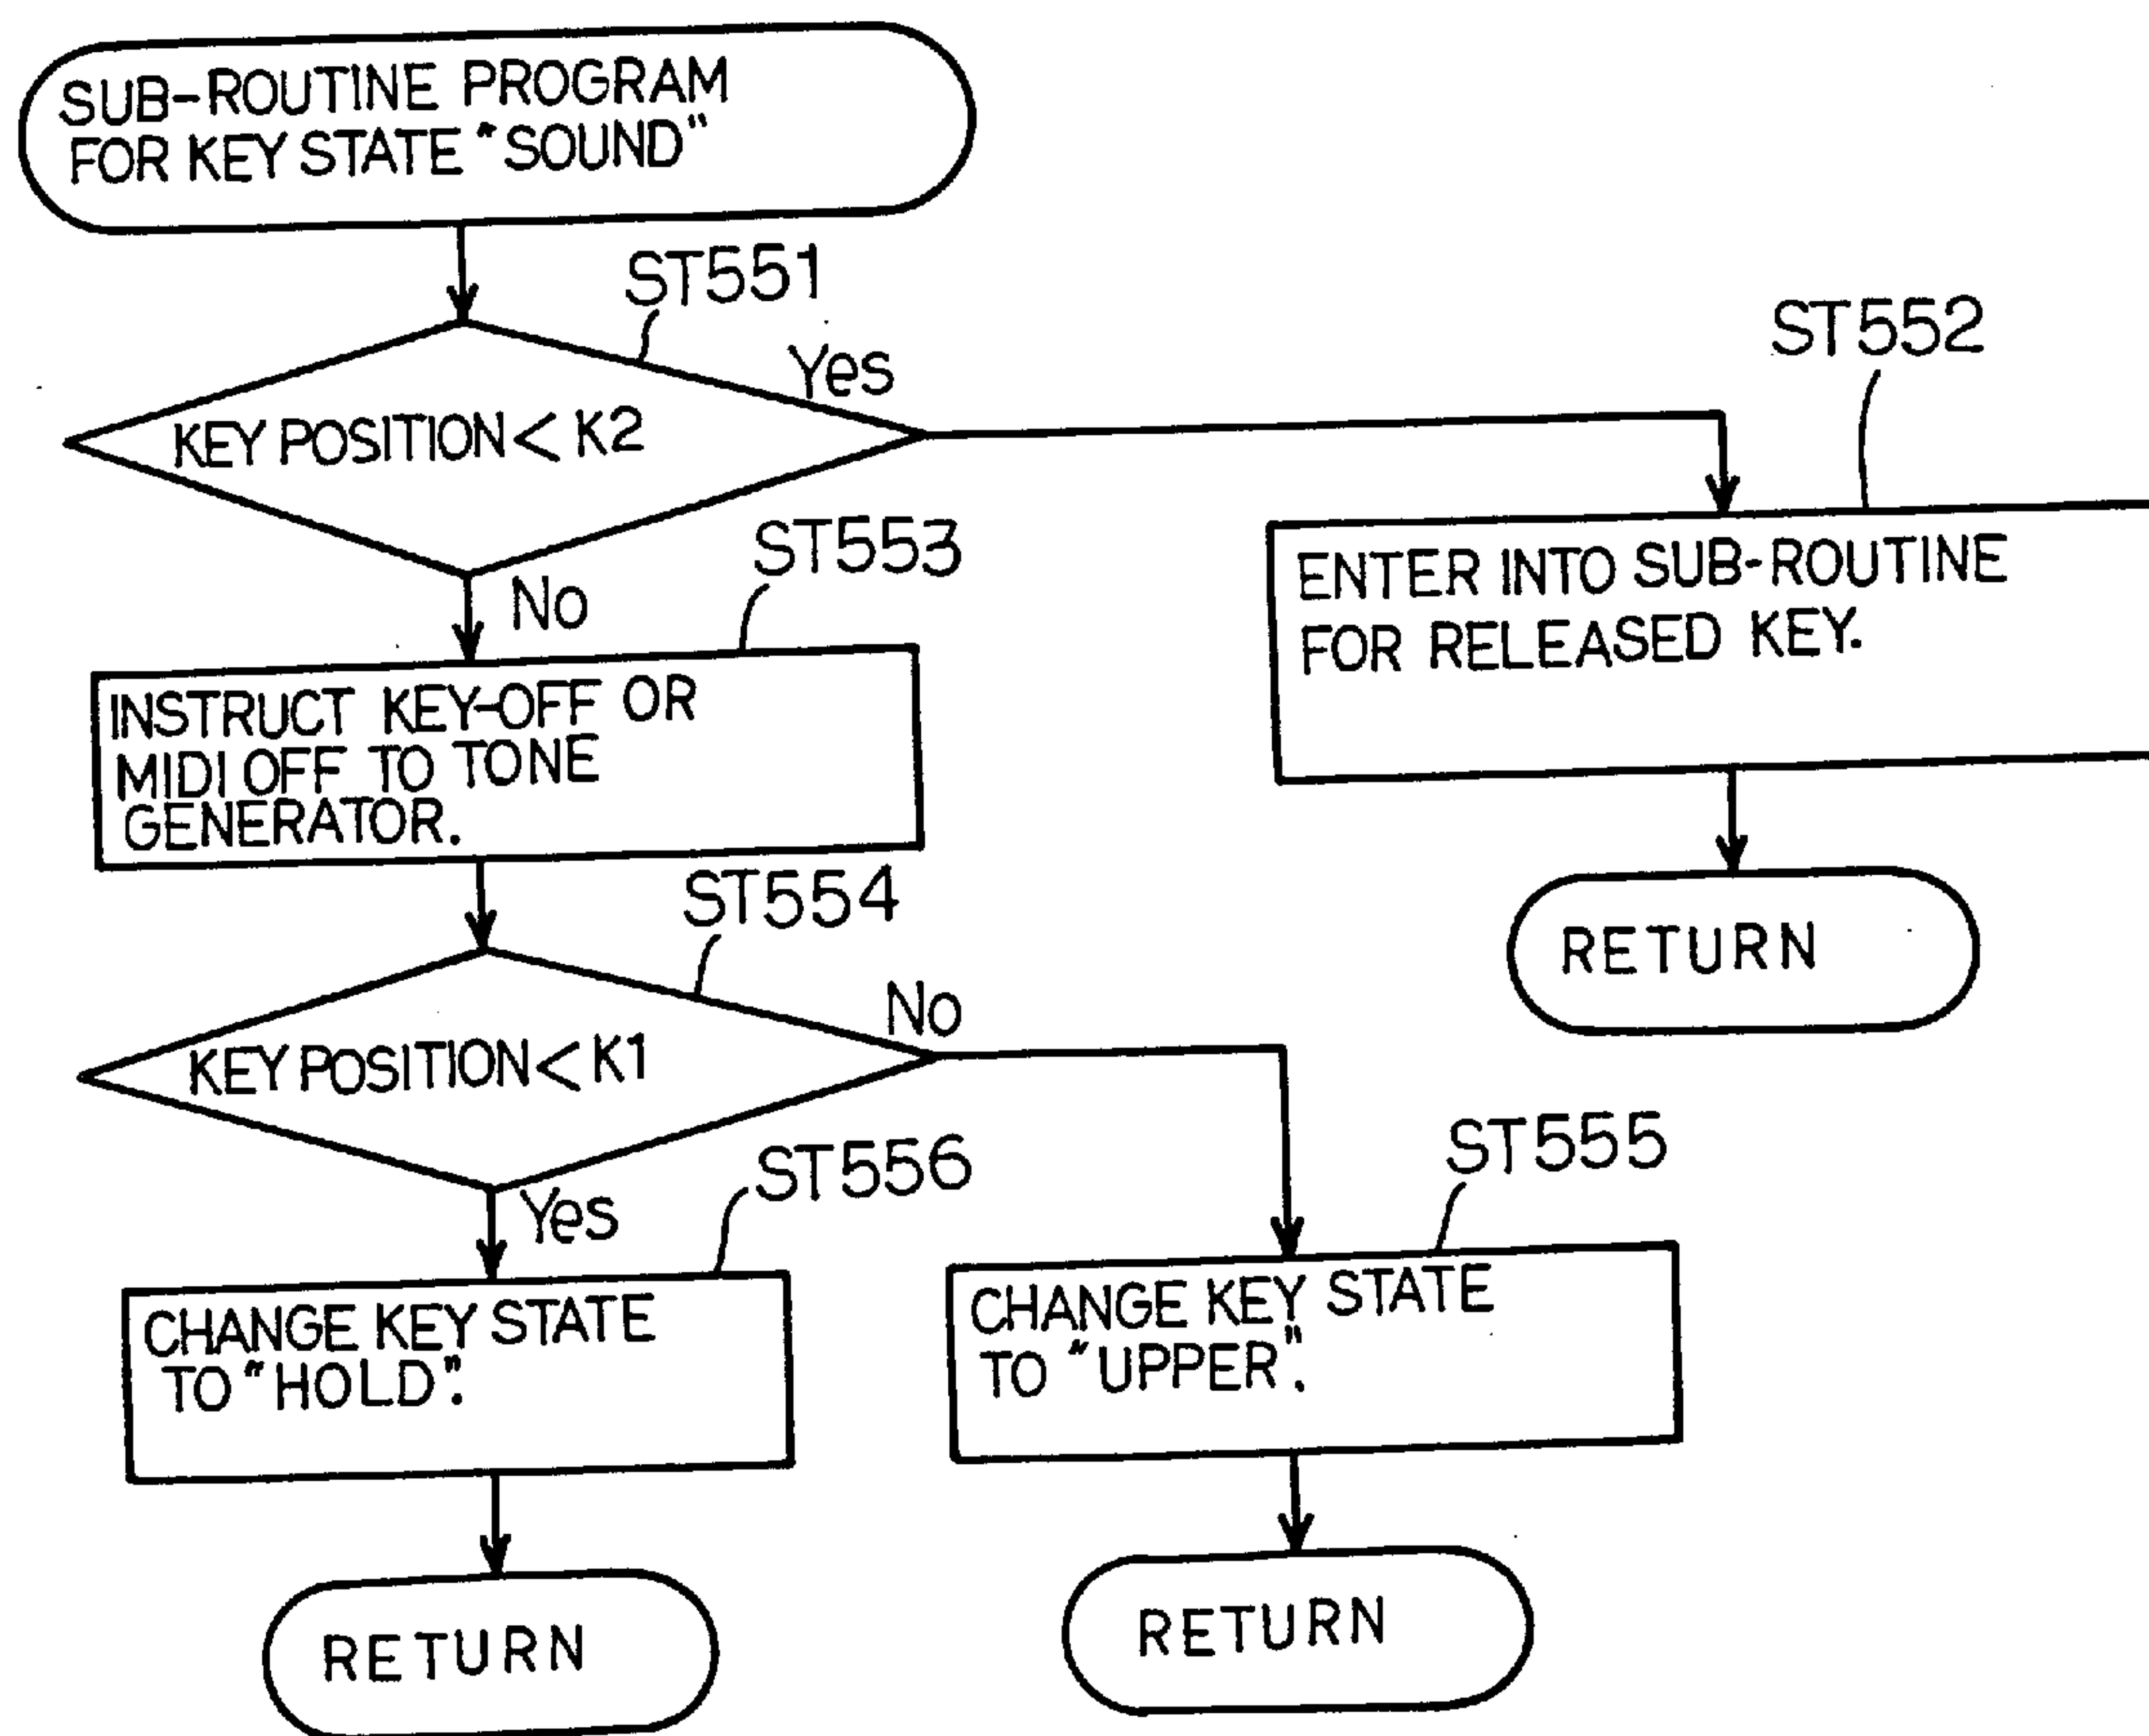 SUB-ROUTINE PROGRAM
FOR KEY STATE "SOUND"
ST551
Yes
KEY POSITION < K2
ST552
No
ST553
ENTER INTO SUB-ROUTINE
FOR RELEASED KEY.
INSTRUCT KEY-OFF OR
MIDI OFF TO TONE
GENERATOR.
RETURN
ST554
No
KEY POSITION < K1
ST555
Yes
ST556
CHANGE KEY STATE
TO "HOLD".
CHANGE KEY STATE
TO "UPPER".
RETURN
RETURN